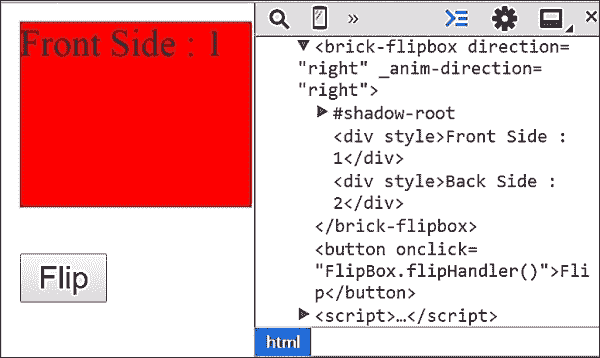 Front Side : 1
Flip
»
<brick-flipbox direction=
"right" _anim-direction=
"right">
#shadow-root
<div style>Front Side :
1</div>
<div style>Back Side :
2</div>
</brick-flipbox>
<button onclick=
"FlipBox.flipHandler()">Fli
p</button>
<script>…</script>
html